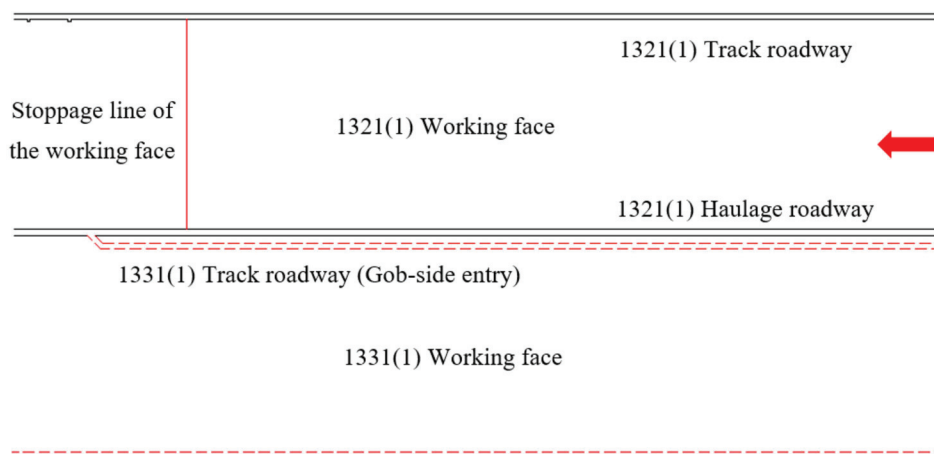 1321(1) Track roadway
Stoppage line of
the working face
1321(1) Working face
1321(1) Haulage roadway
1331(1) Track roadway (Gob-side entry)
1331(1) Working face